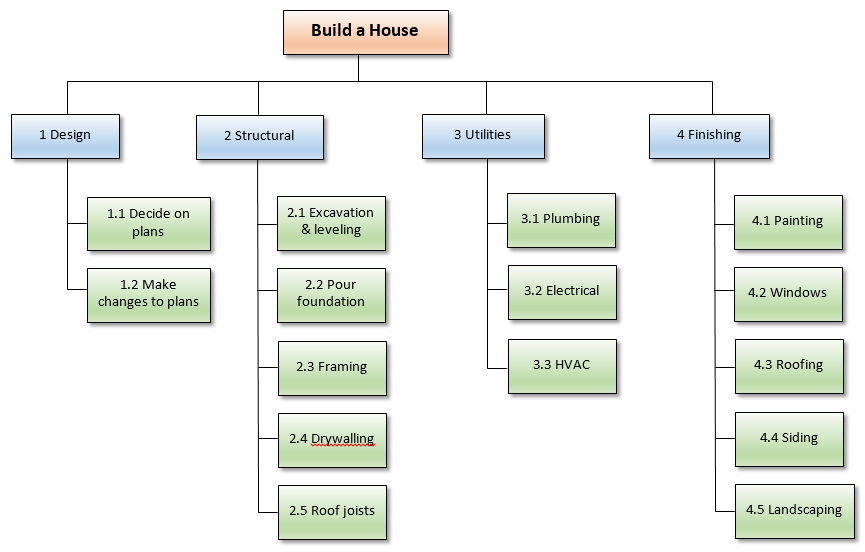 Build a House
1 Design
2 Structural
3 Utilities
4 Finishing
1.1 Decide on
plans
1.2 Make
changes to plans
2.1 Excavation
& leveling
2.2 Pour
foundation
2.3 Framing
2.4 Drywalling
2.5 Roof joists
3.1 Plumbing
3.2 Electrical
3.3 HVAC
4.1 Painting
4.2 Windows
4.3 Roofing
4.4 Siding
4.5 Landscaping